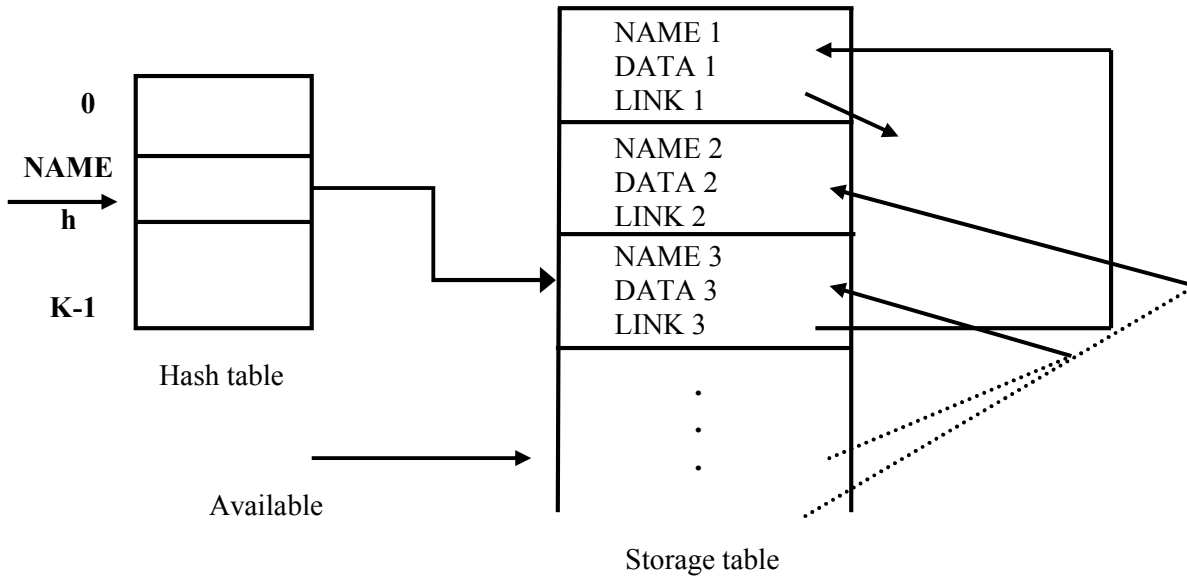 0
NAME
h
K-1
Hash table
Available
NAME 1
DATA 1
LINK 1
NAME 2
DATA 2
LINK 2
NAME 3
DATA 3
LINK 3
.
.
.
Storage table